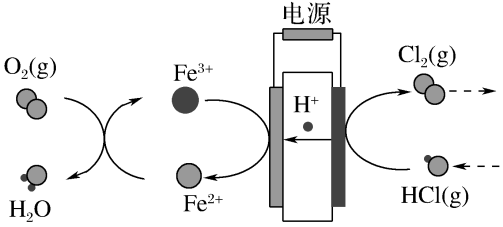 电源
O₂(g)
Fe³⁺
H⁺
Cl₂(g)
H₂O
Fe²⁺
HCl(g)